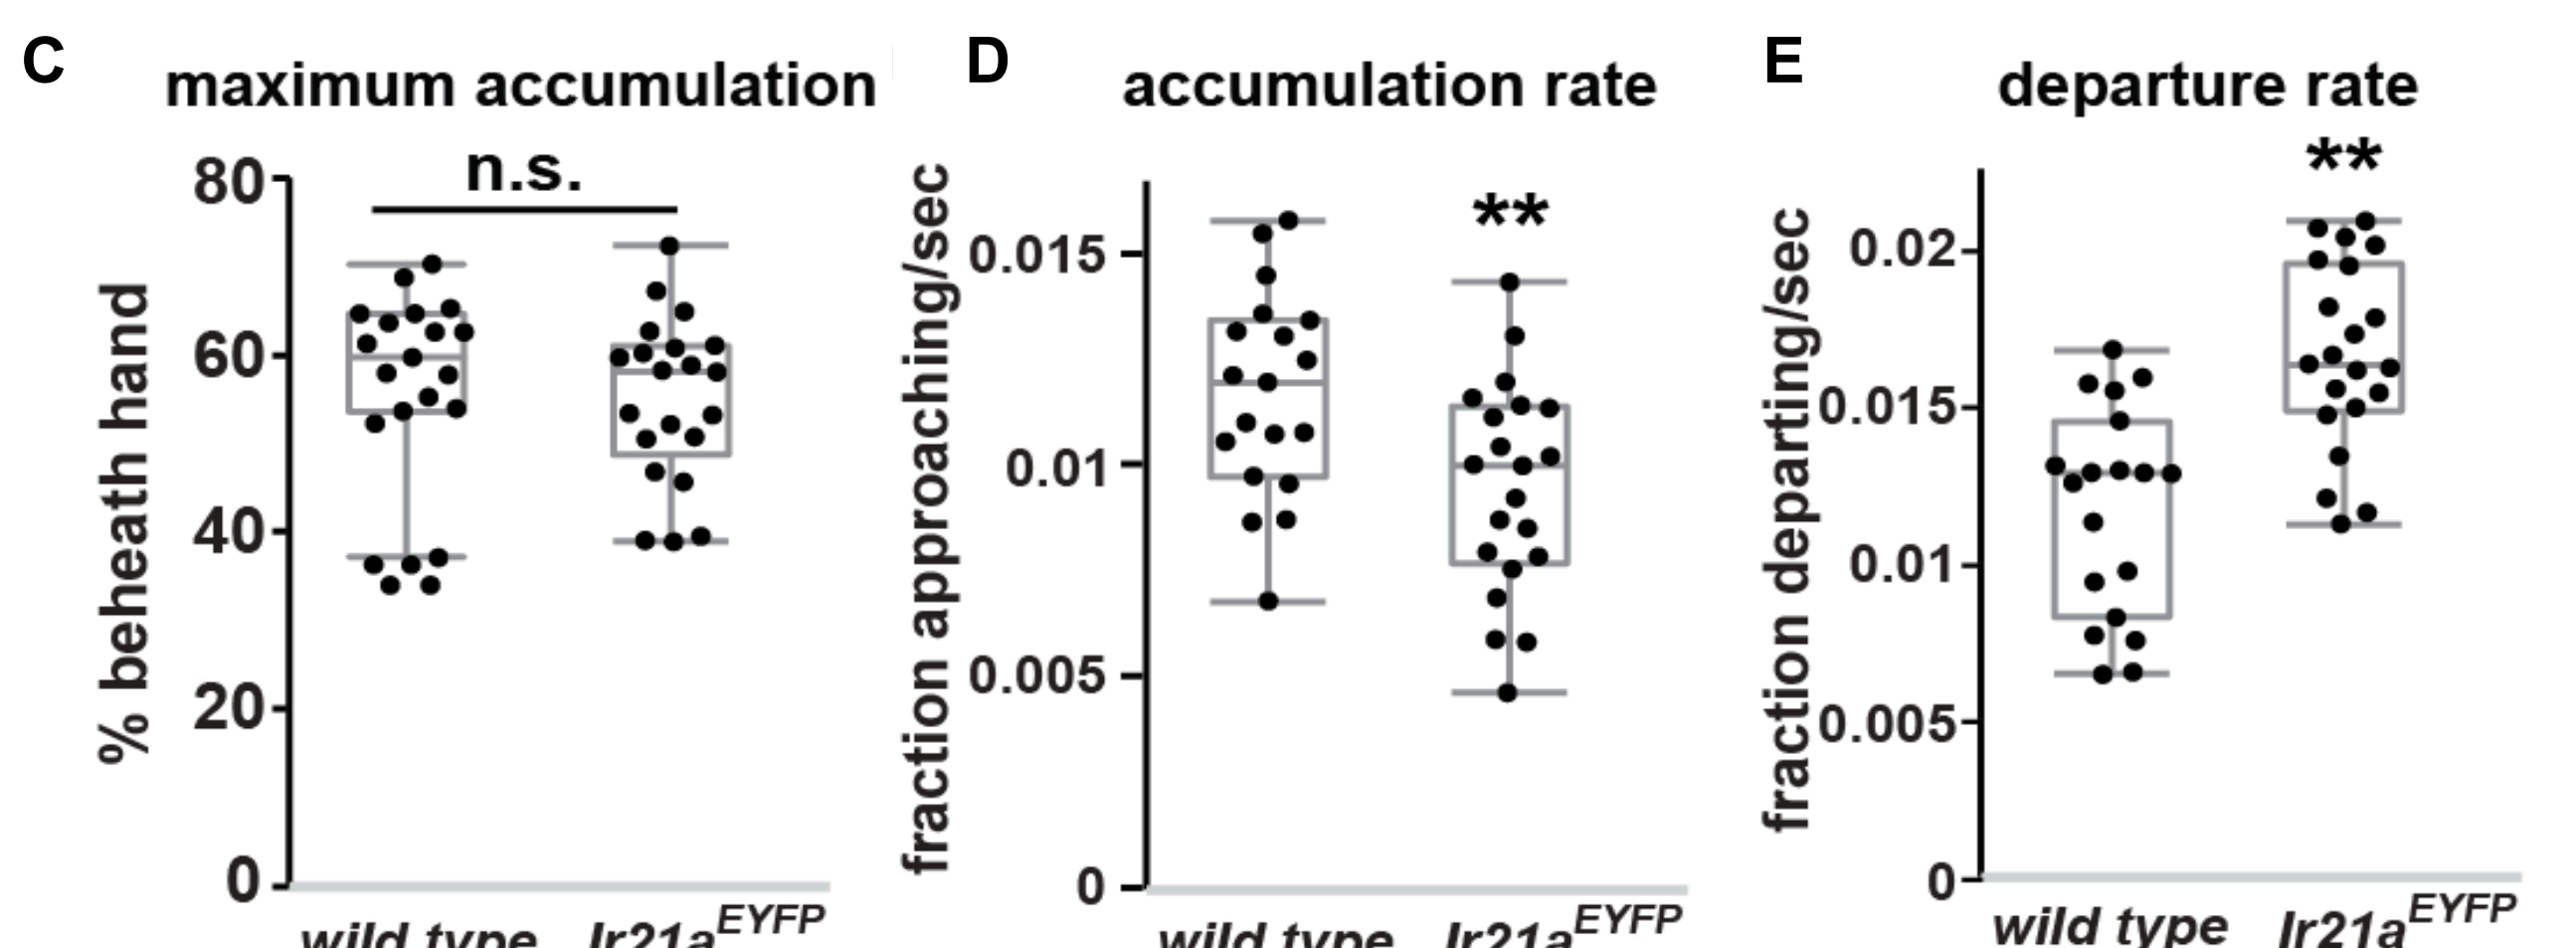 C
maximum accumulation
n.s.
% beheath hand
80
60
40
20
0
wild type
Ir21aEYFP
D
accumulation rate
**
fraction approaching/sec
0.015
0.01
0.005
0
wild type
Ir21aEYFP
E
departure rate
**
fraction departing/sec
0.02
0.015
0.01
0.005
0
wild type
Ir21aEYFP